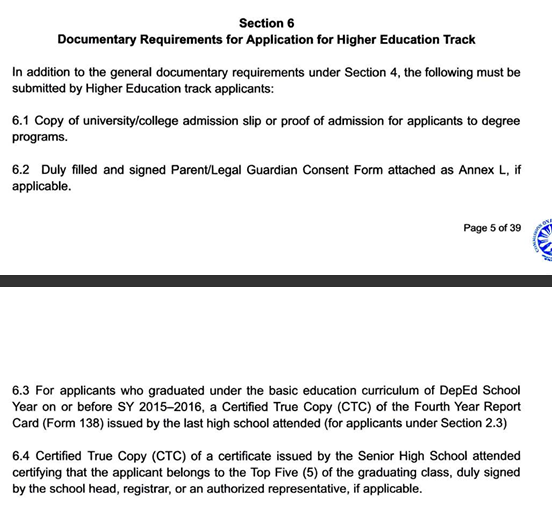 Section 6
Documentary Requirements for Application for Higher Education Track
In addition to the general documentary requirements under Section 4, the following must be
submitted by Higher Education track applicants:
6.1 Copy of university/college admission slip or proof of admission for applicants to degree
programs.
6.2 Duly filled and signed Parent/Legal Guardian Consent Form attached as Annex L, if
applicable.
Page 5 of 39
6.3 For applicants who graduated under the basic education curriculum of DepEd School
Year on or before SY 2015–2016, a Certified True Copy (CTC) of the Fourth Year Report
Card (Form 138) issued by the last high school attended (for applicants under Section 2.3)
6.4 Certified True Copy (CTC) of a certificate issued by the Senior High School attended
certifying that the applicant belongs to the Top Five (5) of the graduating class, duly signed
by the school head, registrar, or an authorized representative, if applicable.